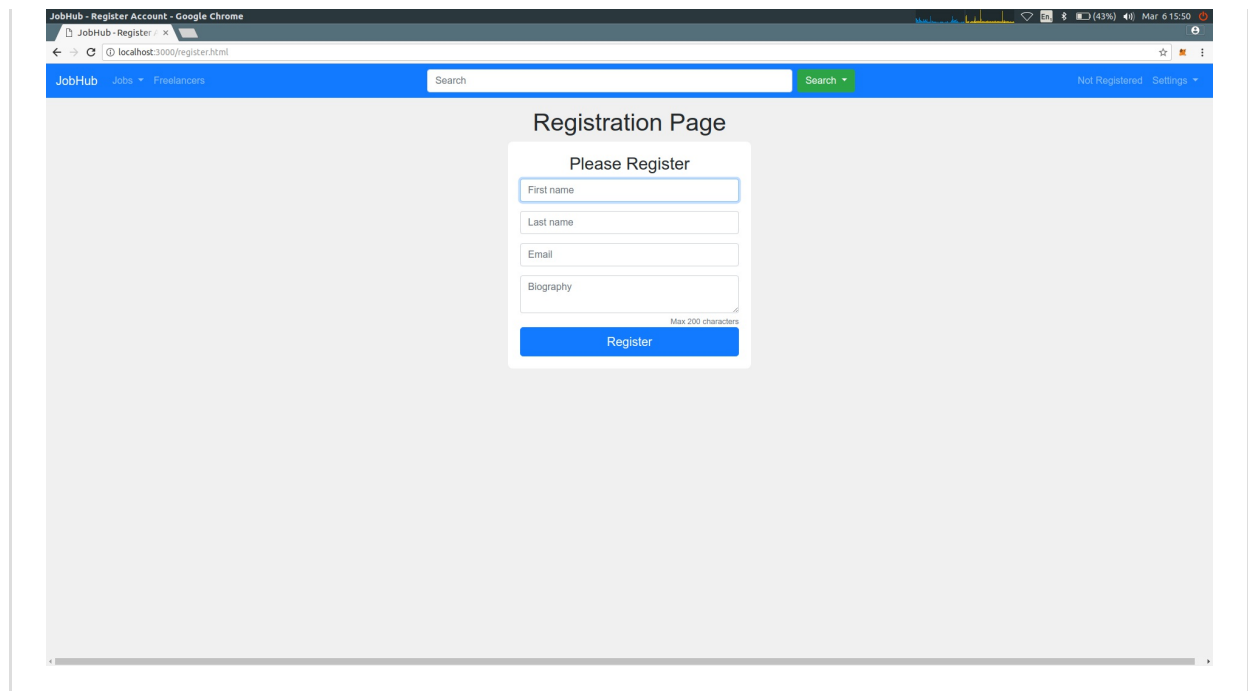 JobHub - Register Account - Google Chrome
En (43%) Mar 6 15:50
JobHub - Register A
localhost:3000/register.html
JobHub Jobs Freelancers Search Search Not Registered Settings
Registration Page
Please Register
First name
Last name
Email
Biography
Max 200 characters
Register